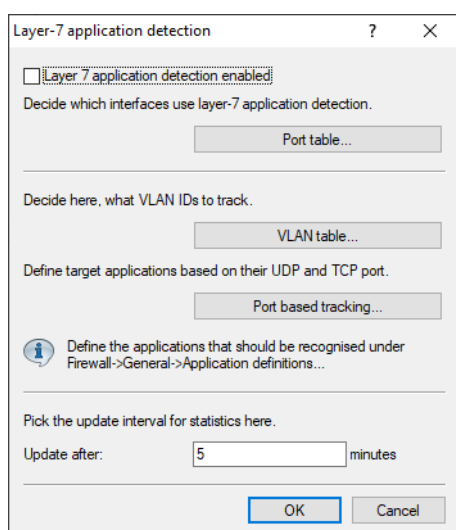 Layer-7 application detection
?
Layer 7 application detection enabled
Decide which interfaces use layer-7 application detection.
Port table...
Decide here, what VLAN IDs to track.
VLAN table...
Define target applications based on their UDP and TCP port.
Port based tracking...
Define the applications that should be recognised under
Firewall->General->Application definitions...
Pick the update interval for statistics here.
Update after: 5 minutes
OK Cancel